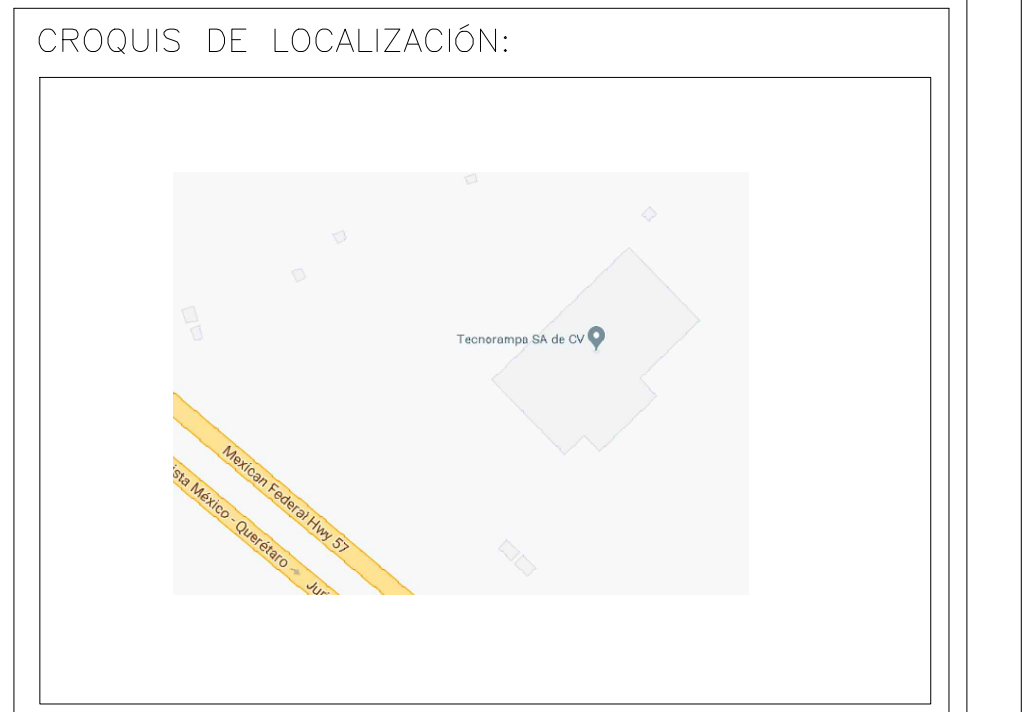 CROQUIS DE LOCALIZACIÓN:
Tecnorampa SA de CV
Mexican Federal Hwy 57
ista México - Querétaro